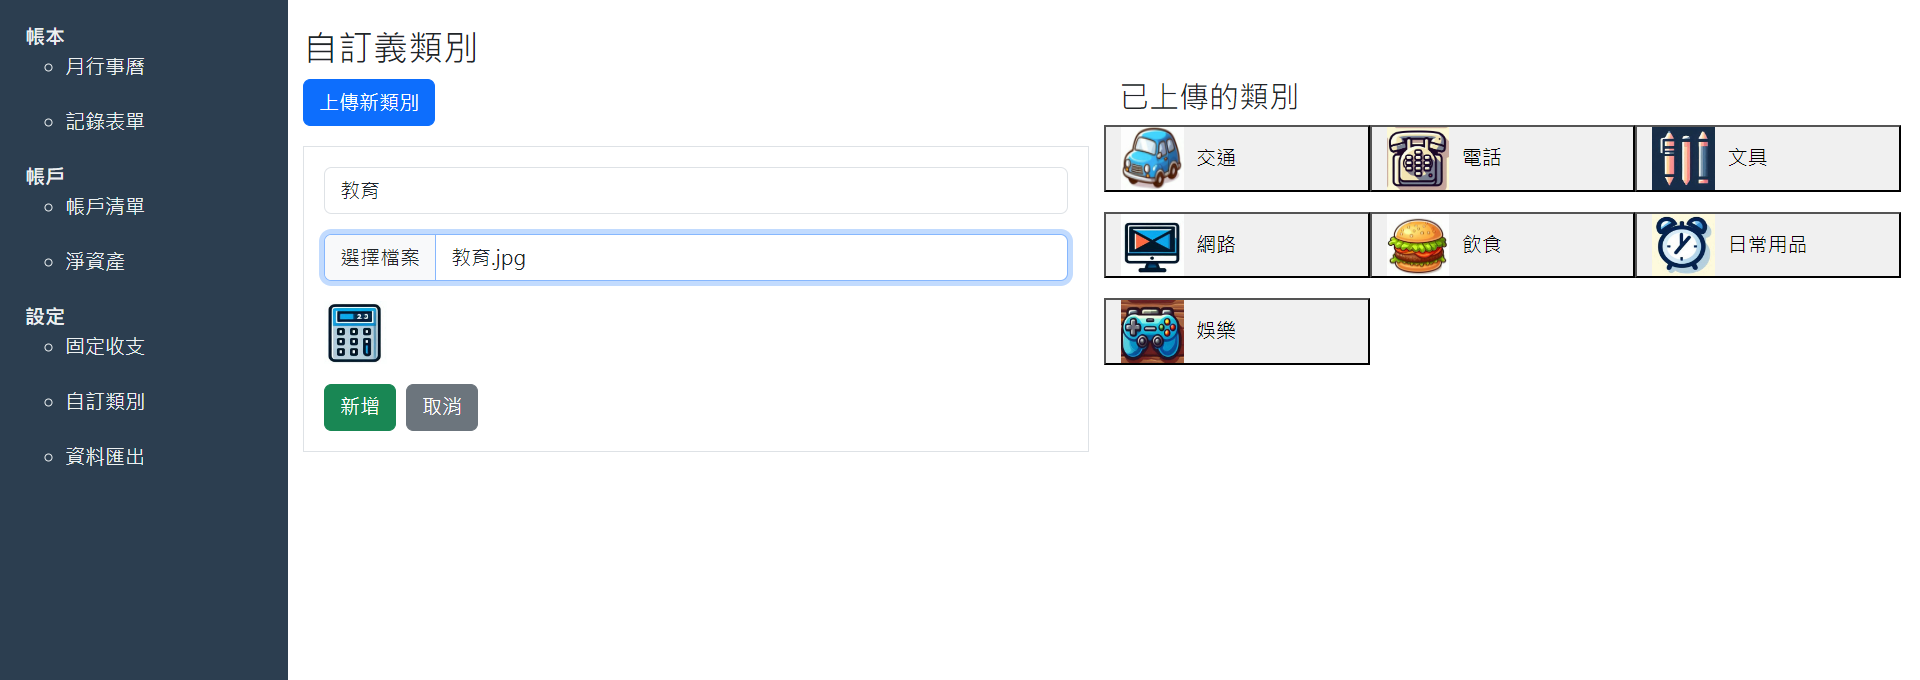 帳本
月行事曆
記錄表單
帳戶
帳戶清單
淨資產
設定
固定收支
自訂類別
資料匯出
自訂義類別
上傳新類別
教育
選擇檔案 教育.jpg
23
新增 取消
已上傳的類別
交通 電話 文具
網路 飲食 日常用品
娛樂